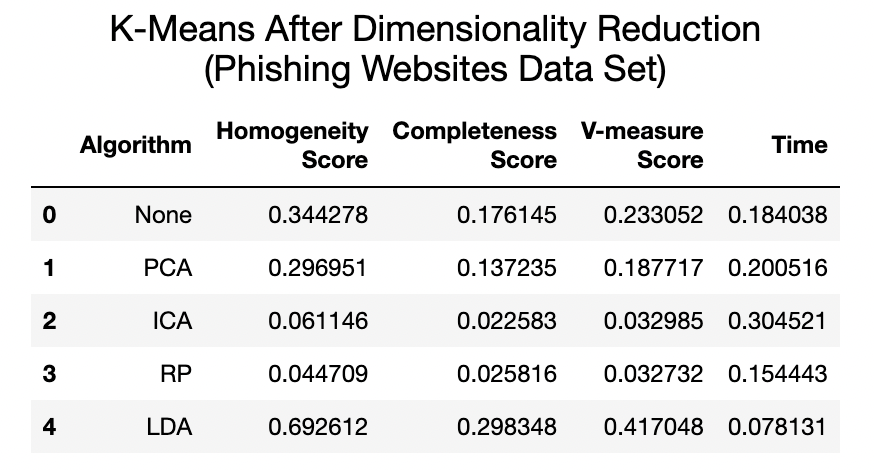 K-Means After Dimensionality Reduction
(Phishing Websites Data Set)
Algorithm Homogeneity Score Completeness Score V-measure Score Time
0 None 0.344278 0.176145 0.233052 0.184038
1 PCA 0.296951 0.137235 0.187717 0.200516
2 ICA 0.061146 0.022583 0.032985 0.304521
3 RP 0.044709 0.025816 0.032732 0.154443
4 LDA 0.692612 0.298348 0.417048 0.078131